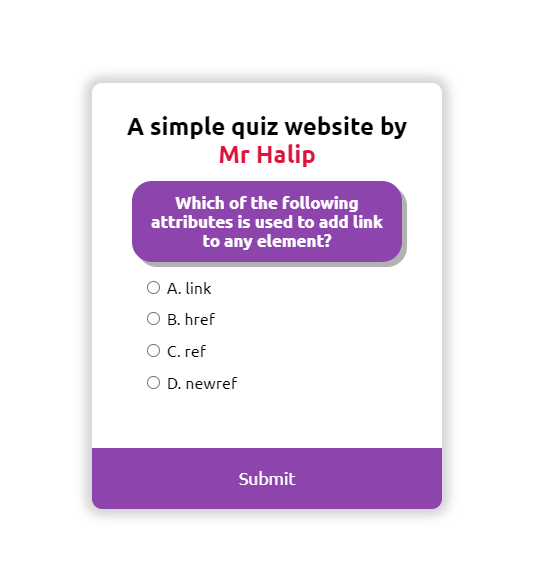 A simple quiz website by
Mr Halip
Which of the following
attributes is used to add link
to any element?
A. link
B. href
C. ref
D. newref
Submit